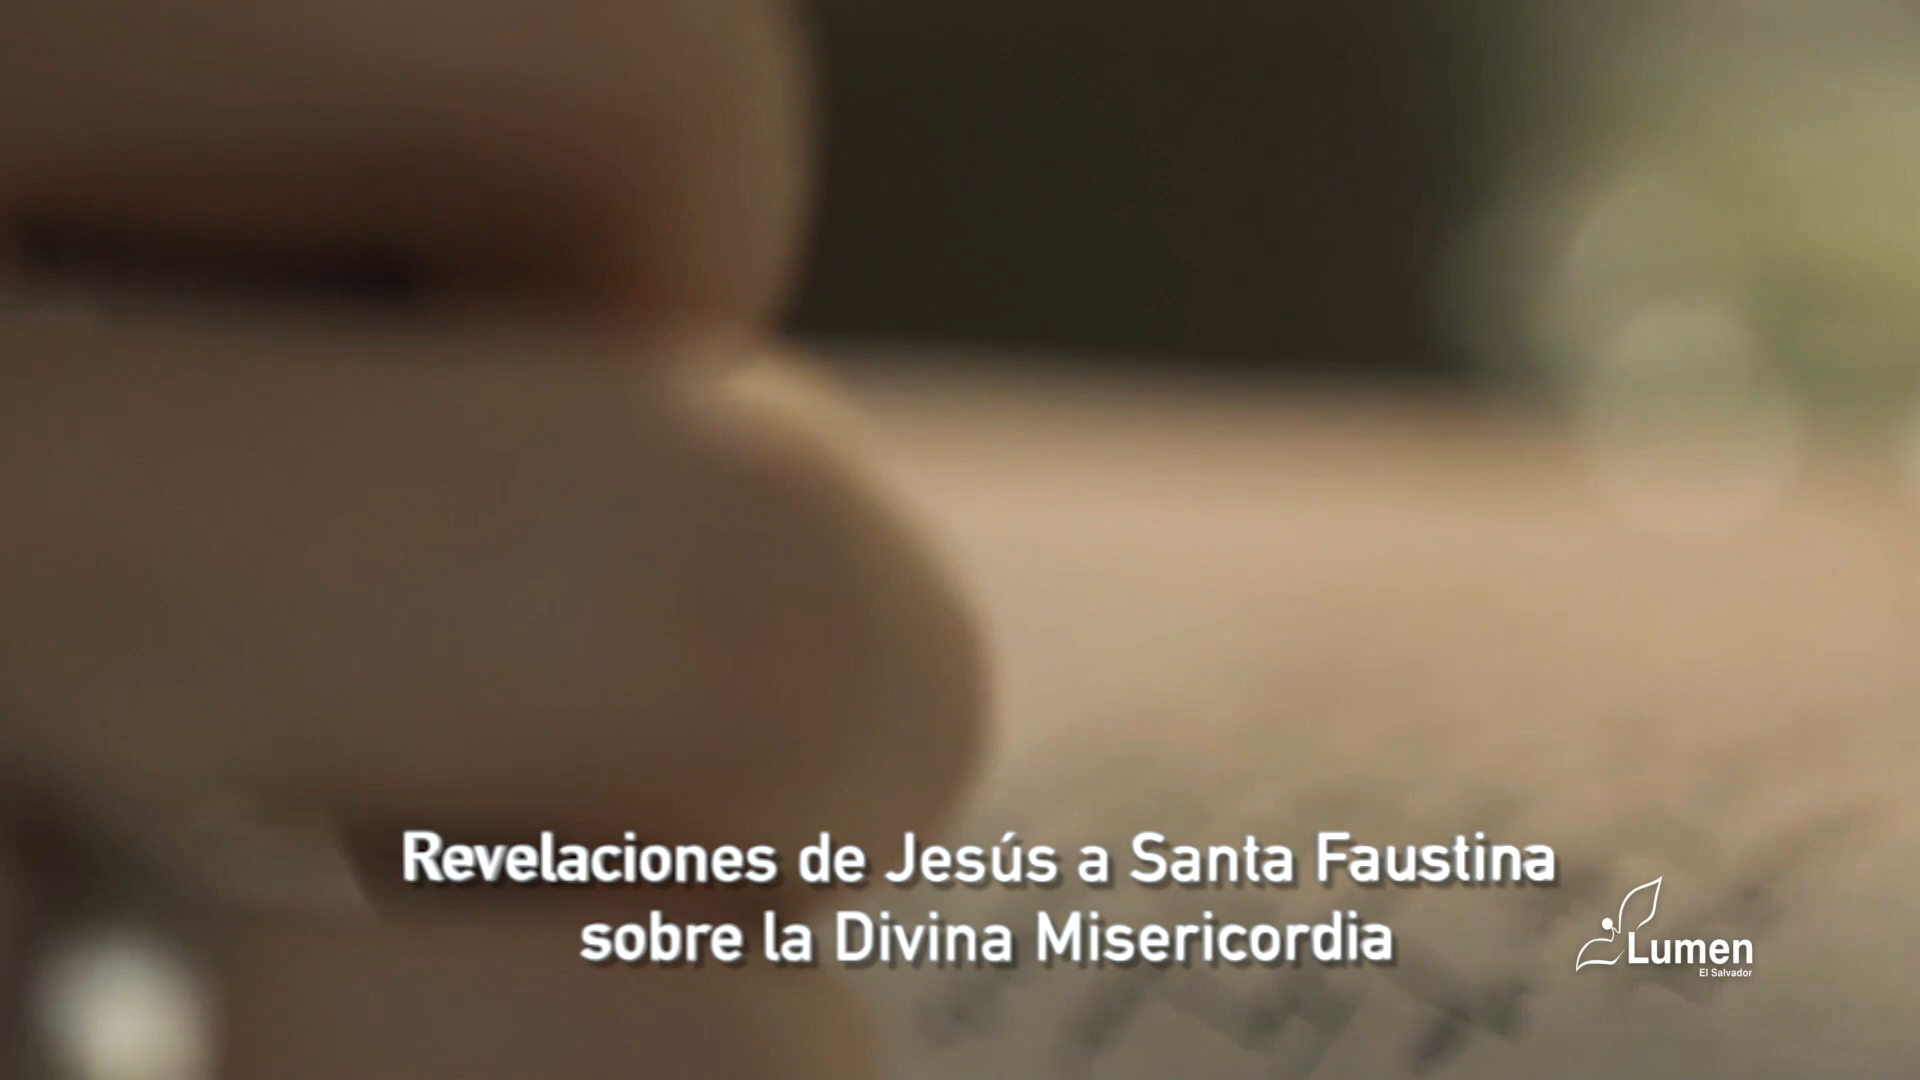 Revelaciones de Jesús a Santa Faustina
sobre la Divina Misericordia
Lumen
El Salvador